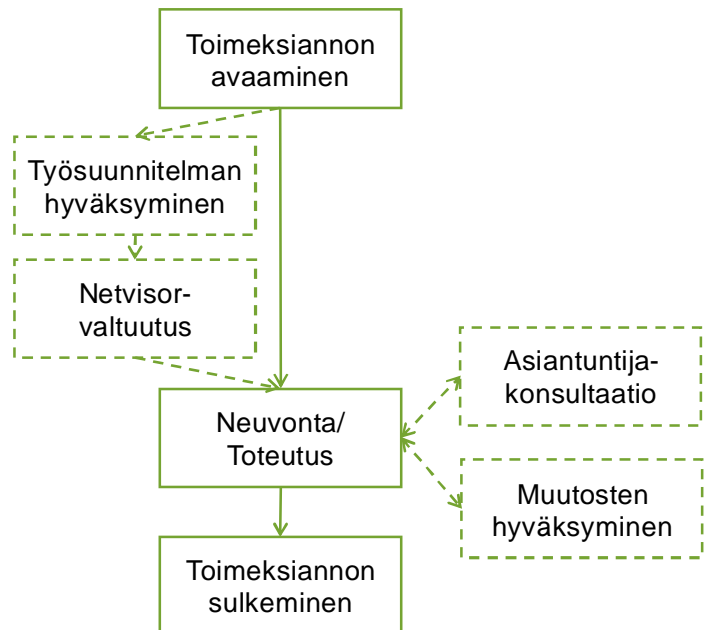 Toimeksiannon
avaaminen
Työsuunnitelman
hyväksyminen
Netvisor-
valtuutus
Asiantuntija-
konsultaatio
Neuvonta/
Toteutus
Muutosten
hyväksyminen
Toimeksiannon
sulkeminen